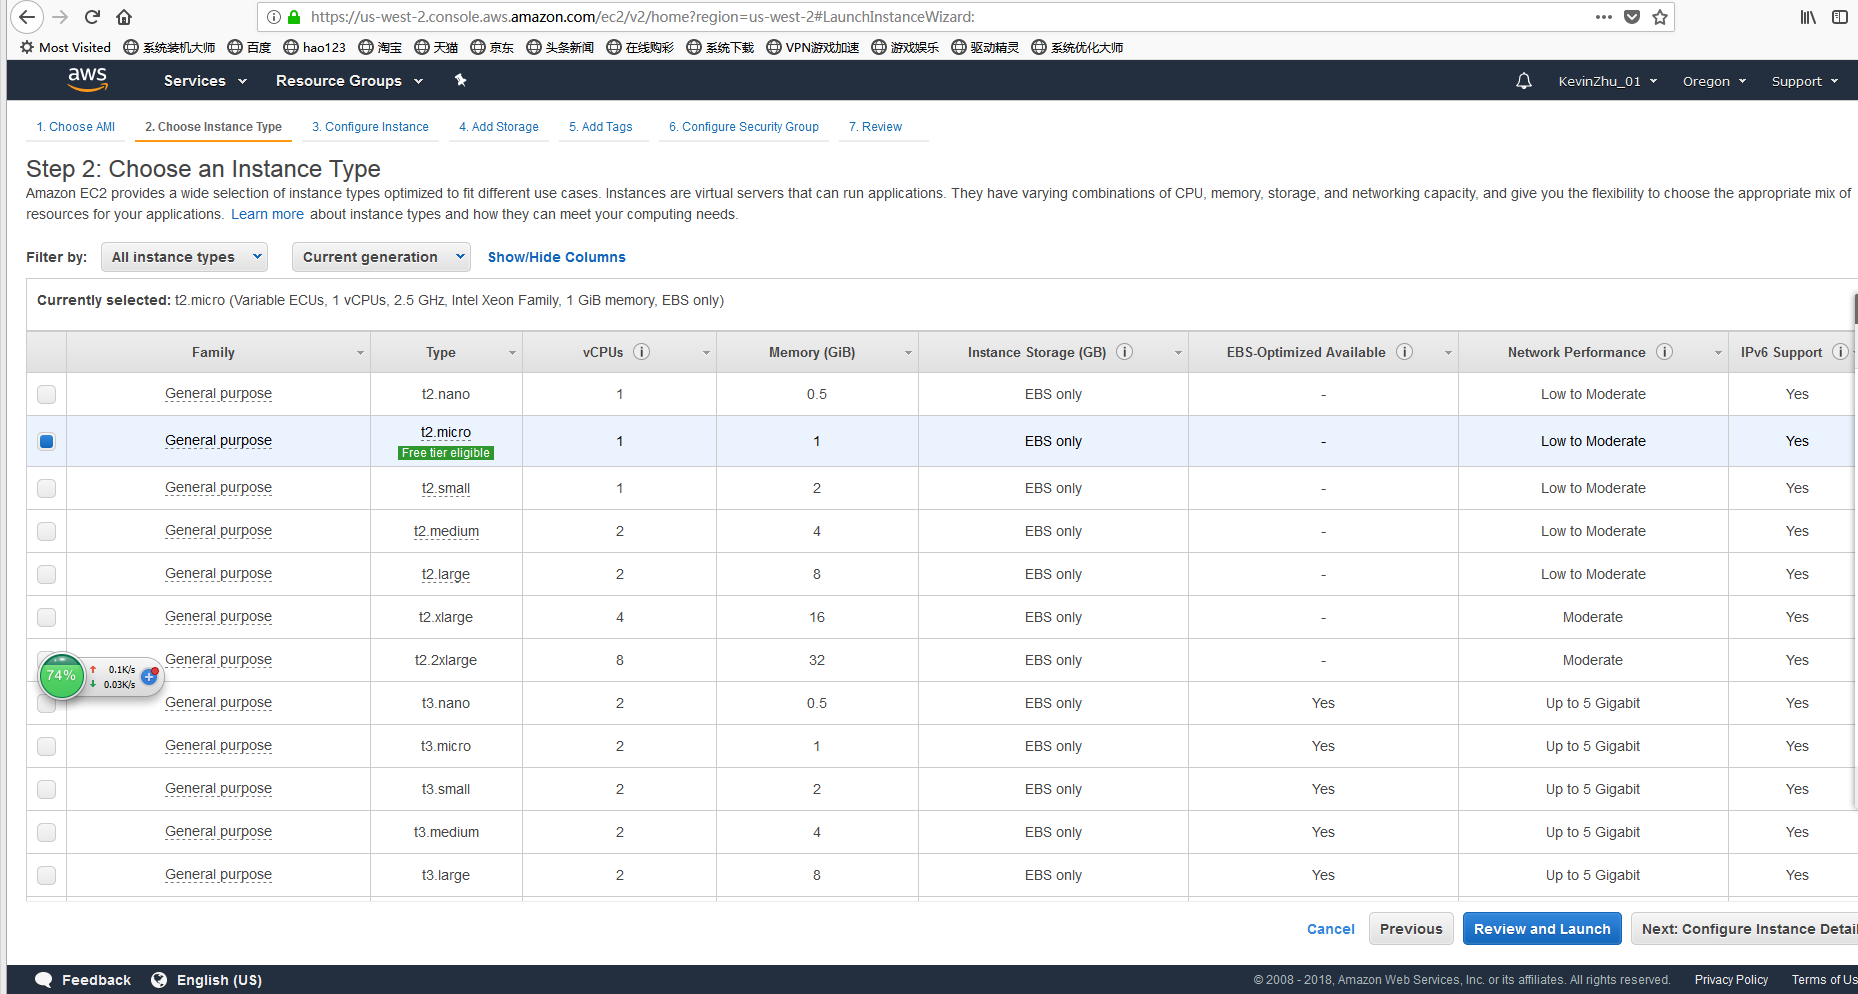 https://us-west-2.console.aws.amazon.com/ec2/v2/home?region=us-west-2#LaunchInstanceWizard:
Most Visited 系统装机大师 百度 hao123 淘宝 天猫 京东 头条新闻 在线购彩 系统下载 VPN游戏加速 游戏娱乐 驱动精灵 系统优化大师
aws Services Resource Groups KevinZhu_01 Oregon Support
1. Choose AMI 2. Choose Instance Type 3. Configure Instance 4. Add Storage 5. Add Tags 6. Configure Security Group 7. Review
Step 2: Choose an Instance Type
Amazon EC2 provides a wide selection of instance types optimized to fit different use cases. Instances are virtual servers that can run applications. They have varying combinations of CPU, memory, storage, and networking capacity, and give you the flexibility to choose the appropriate mix of
resources for your applications. Learn more about instance types and how they can meet your computing needs.
Filter by: All instance types Current generation Show/Hide Columns
Currently selected: t2.micro (Variable ECUs, 1 vCPUs, 2.5 GHz, Intel Xeon Family, 1 GiB memory, EBS only)
Family Type vCPUs Memory (GiB) Instance Storage (GB) EBS-Optimized Available Network Performance IPv6 Support
General purpose t2.nano 1 0.5 EBS only - Low to Moderate Yes
General purpose t2.micro 1 1 EBS only - Low to Moderate Yes
Free tier eligible
General purpose t2.small 1 2 EBS only - Low to Moderate Yes
General purpose t2.medium 2 4 EBS only - Low to Moderate Yes
General purpose t2.large 2 8 EBS only - Low to Moderate Yes
General purpose t2.xlarge 4 16 EBS only - Moderate Yes
General purpose t2.2xlarge 8 32 EBS only - Moderate Yes
74% 0.1K/s
0.03K/s
General purpose t3.nano 2 0.5 EBS only Yes Up to 5 Gigabit Yes
General purpose t3.micro 2 1 EBS only Yes Up to 5 Gigabit Yes
General purpose t3.small 2 2 EBS only Yes Up to 5 Gigabit Yes
General purpose t3.medium 2 4 EBS only Yes Up to 5 Gigabit Yes
General purpose t3.large 2 8 EBS only Yes Up to 5 Gigabit Yes
Cancel Previous Review and Launch Next: Configure Instance Detai
Feedback English (US) © 2008 - 2018, Amazon Web Services, Inc. or its affiliates. All rights reserved. Privacy Policy Terms of Us